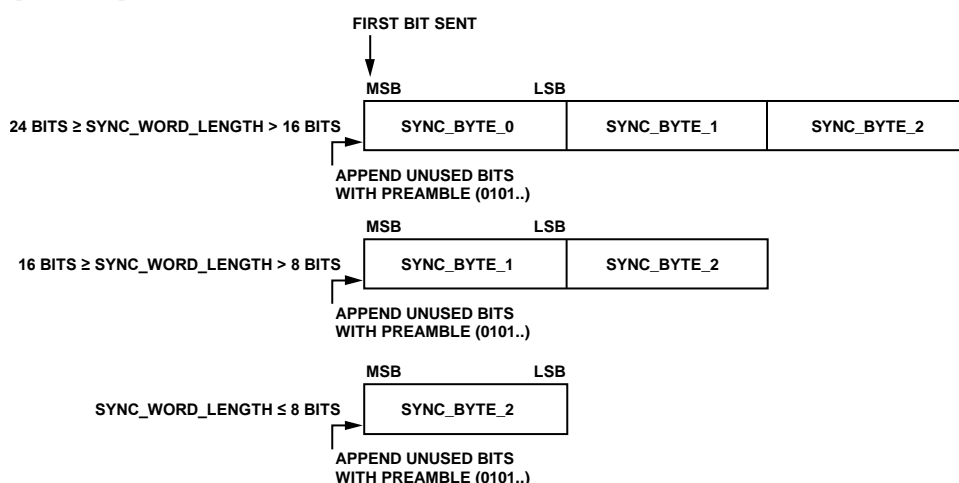 FIRST BIT SENT
MSB LSB
24 BITS ≥ SYNC_WORD_LENGTH > 16 BITS SYNC_BYTE_0 SYNC_BYTE_1 SYNC_BYTE_2
APPEND UNUSED BITS
WITH PREAMBLE (0101..)
MSB LSB
16 BITS ≥ SYNC_WORD_LENGTH > 8 BITS SYNC_BYTE_1 SYNC_BYTE_2
APPEND UNUSED BITS
WITH PREAMBLE (0101..)
MSB LSB
SYNC_WORD_LENGTH ≤ 8 BITS SYNC_BYTE_2
APPEND UNUSED BITS
WITH PREAMBLE (0101..)